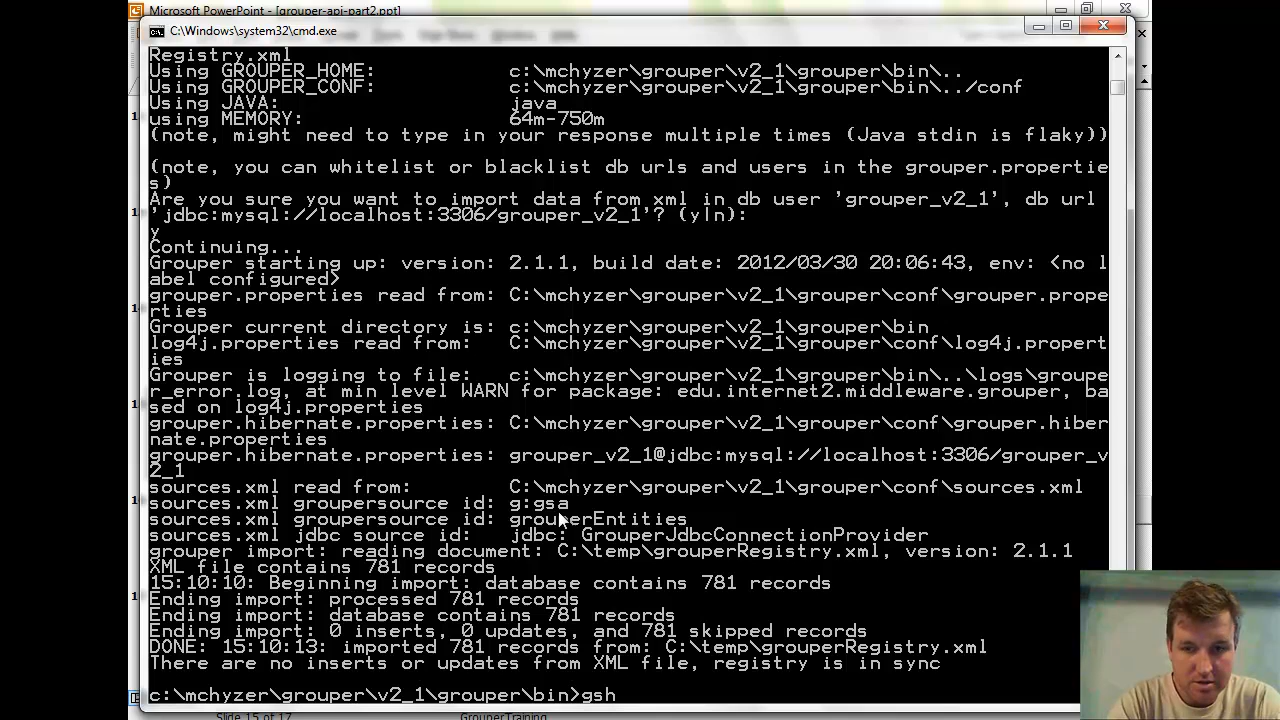 Microsoft PowerPoint - [grouper-api-part2.ppt]
C:\Windows\system32\cmd.exe
Registry.xml
Using GROUPER_HOME: c:\mchyzer\grouper\v2_1\grouper\bin\..
Using GROUPER_CONF: c:\mchyzer\grouper\v2_1\grouper\bin\../conf
Using JAVA: java
using MEMORY: 64m-750m
(note, might need to type in your response multiple times (Java stdin is flaky))
(note, you can whitelist or blacklist db urls and users in the grouper.propertie
s)
Are you sure you want to import data from xml in db user 'grouper_v2_1', db url
'jdbc:mysql://localhost:3306/grouper_v2_1'? (y|n):
y
Continuing...
Grouper starting up: version: 2.1.1, build date: 2012/03/30 20:06:43, env: <no l
abel configured>
grouper.properties read from: C:\mchyzer\grouper\v2_1\grouper\conf\grouper.prope
rties
Grouper current directory is: c:\mchyzer\grouper\v2_1\grouper\bin
log4j.properties read from: C:\mchyzer\grouper\v2_1\grouper\conf\log4j.propert
ies
Grouper is logging to file: c:\mchyzer\grouper\v2_1\grouper\bin\..\logs\groupe
r_error.log, at min level WARN for package: edu.internet2.middleware.grouper, ba
sed on log4j.properties
grouper.hibernate.properties: C:\mchyzer\grouper\v2_1\grouper\conf\grouper.hiber
nate.properties
grouper.hibernate.properties: grouper_v2_1@jdbc:mysql://localhost:3306/grouper_v
2_1
sources.xml read from: C:\mchyzer\grouper\v2_1\grouper\conf\sources.xml
sources.xml groupersource id: g:gsa
sources.xml groupersource id: grouperEntities
sources.xml jdbc source id: jdbc: GrouperJdbcConnectionProvider
grouper import: reading document: C:\temp\grouperRegistry.xml, version: 2.1.1
XML file contains 781 records
15:10:10: Beginning import: database contains 781 records
Ending import: processed 781 records
Ending import: database contains 781 records
Ending import: 0 inserts, 0 updates, and 781 skipped records
DONE: 15:10:13: imported 781 records from: C:\temp\grouperRegistry.xml
There are no inserts or updates from XML file, registry is in sync
c:\mchyzer\grouper\v2_1\grouper\bin>gsh
Slide 15 of 17 GrouperTraining